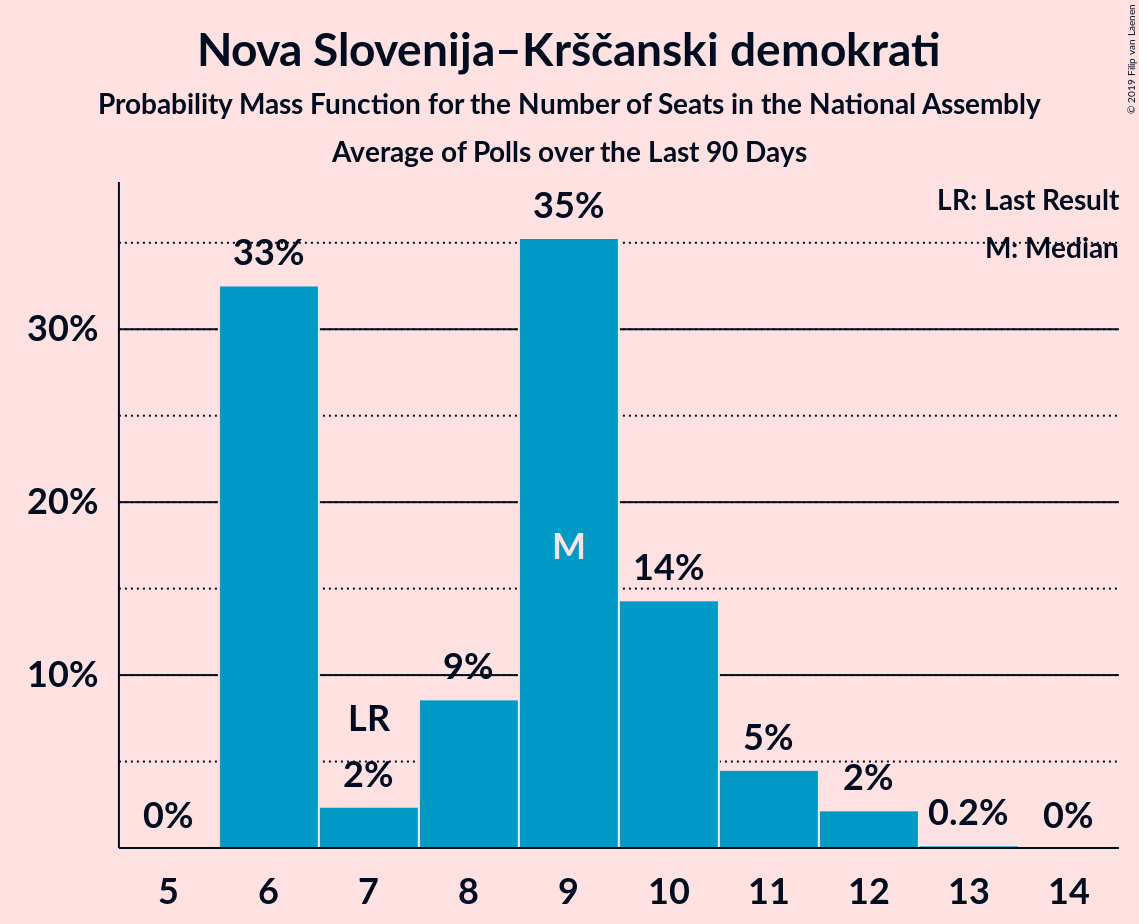 Nova Slovenija–Krščanski demokrati
Probability Mass Function for the Number of Seats in the National Assembly
Average of Polls over the Last 90 Days
© 2019 Filip van Laenen
LR: Last Result
M: Median
30%
20%
10%
0%
33%
LR
2%
9%
35%
M
14%
5%
2%
0.2%
0%
5 6 7 8 9 10 11 12 13 14